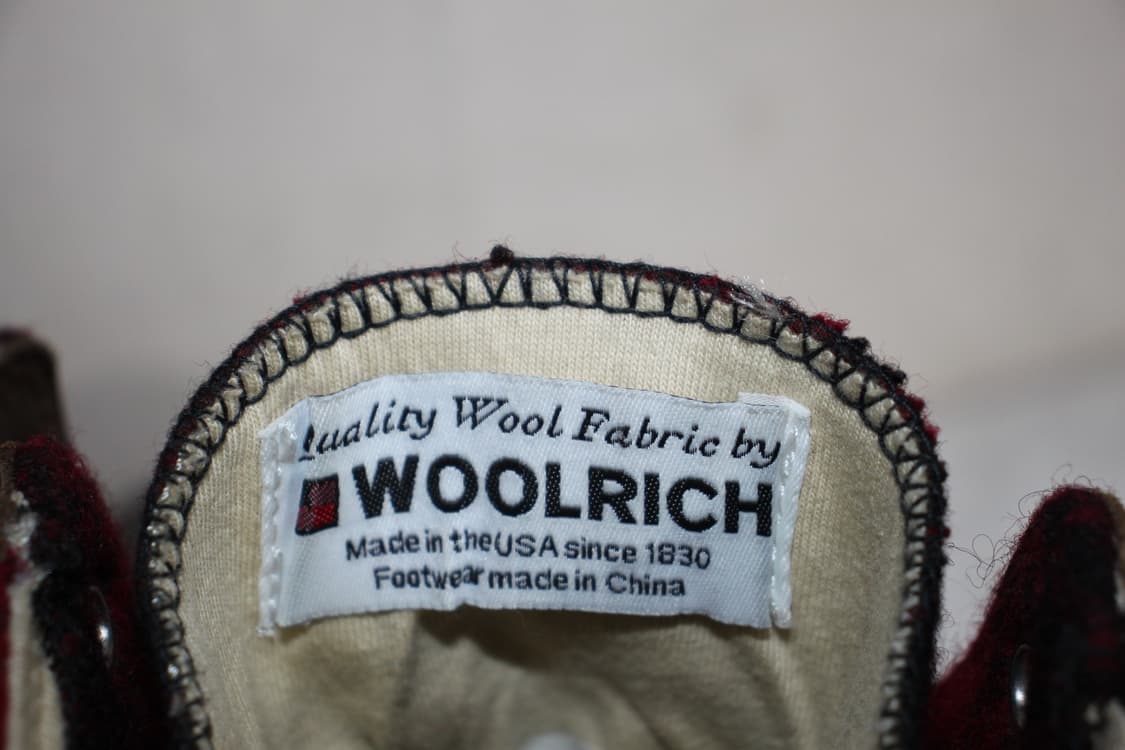 Quality Wool Fabric by
WOOLRICH
Made in the USA since 1830
Footwear made in China